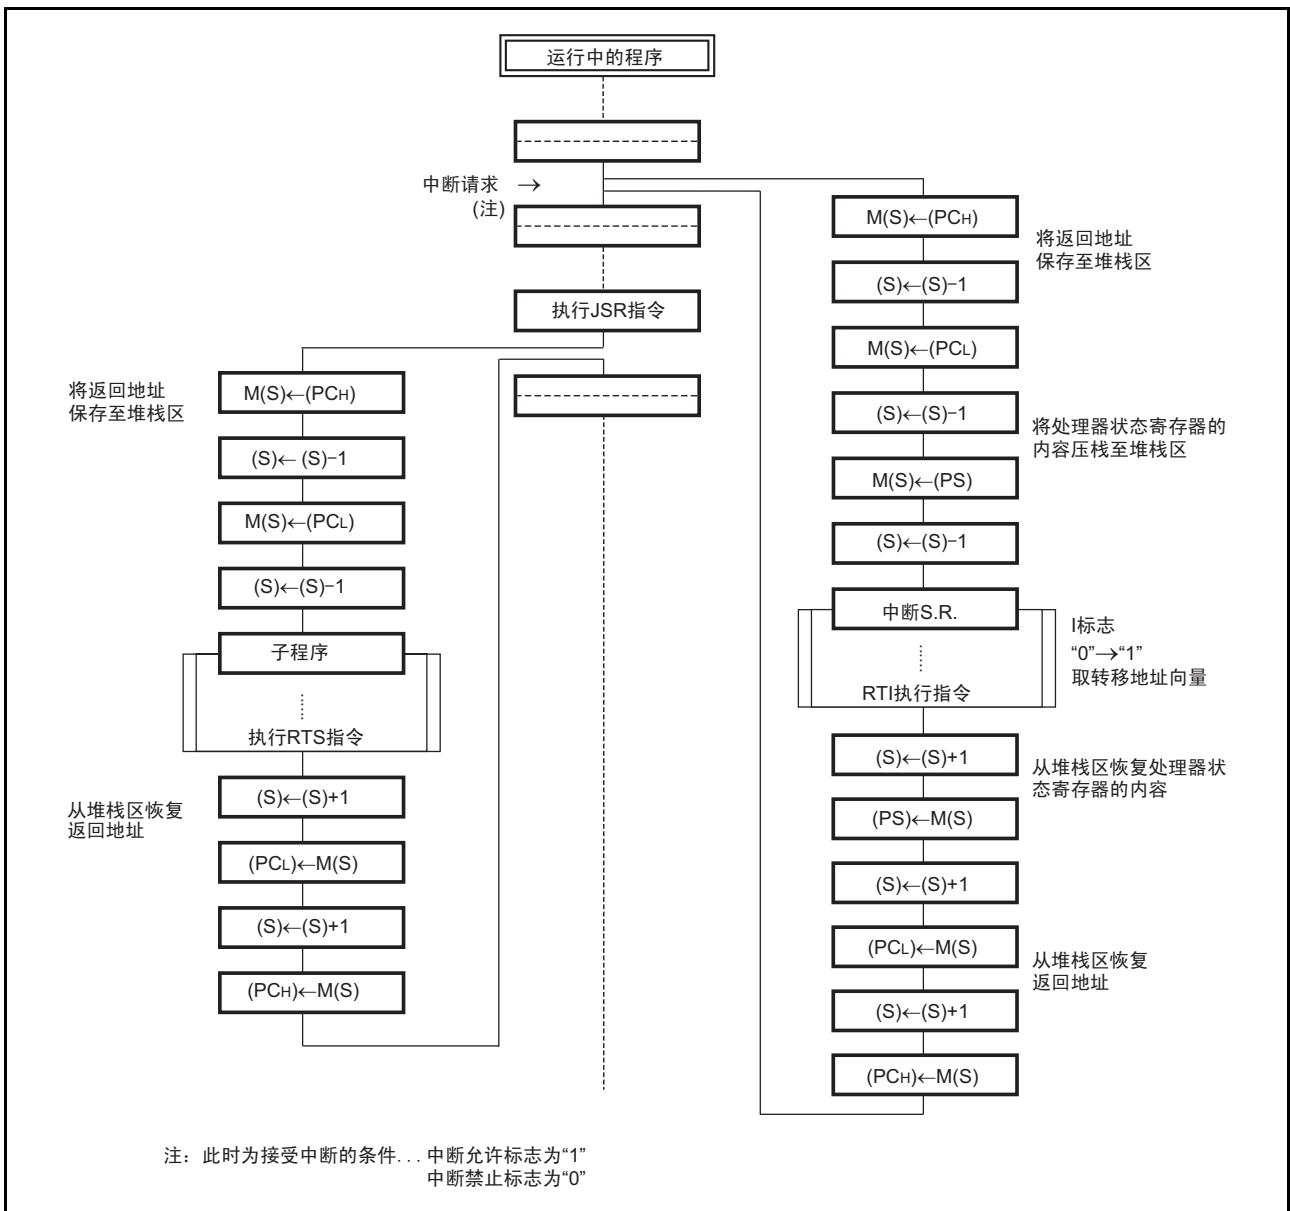 运行中的程序
中断请求 →
(注)
执行JSR指令
将返回地址
保存至堆栈区
M(S)←(PCH)
(S)← (S)−1
M(S)←(PCL)
(S)←(S)−1
子程序
执行RTS指令
从堆栈区恢复
返回地址
(S)←(S)+1
(PCL)←M(S)
(S)←(S)+1
(PCH)←M(S)
M(S)←(PCH)
将返回地址
保存至堆栈区
(S)←(S)−1
M(S)←(PCL)
(S)←(S)−1
将处理器状态寄存器的
内容压栈至堆栈区
M(S)←(PS)
(S)←(S)−1
中断S.R.
RTI执行指令
I标志
“0”→“1”
取转移地址向量
(S)←(S)+1
从堆栈区恢复处理器状
态寄存器的内容
(PS)←M(S)
(S)←(S)+1
(PCL)←M(S)
从堆栈区恢复
返回地址
(S)←(S)+1
(PCH)←M(S)
注：此时为接受中断的条件... 中断允许标志为“1”
中断禁止标志为“0”